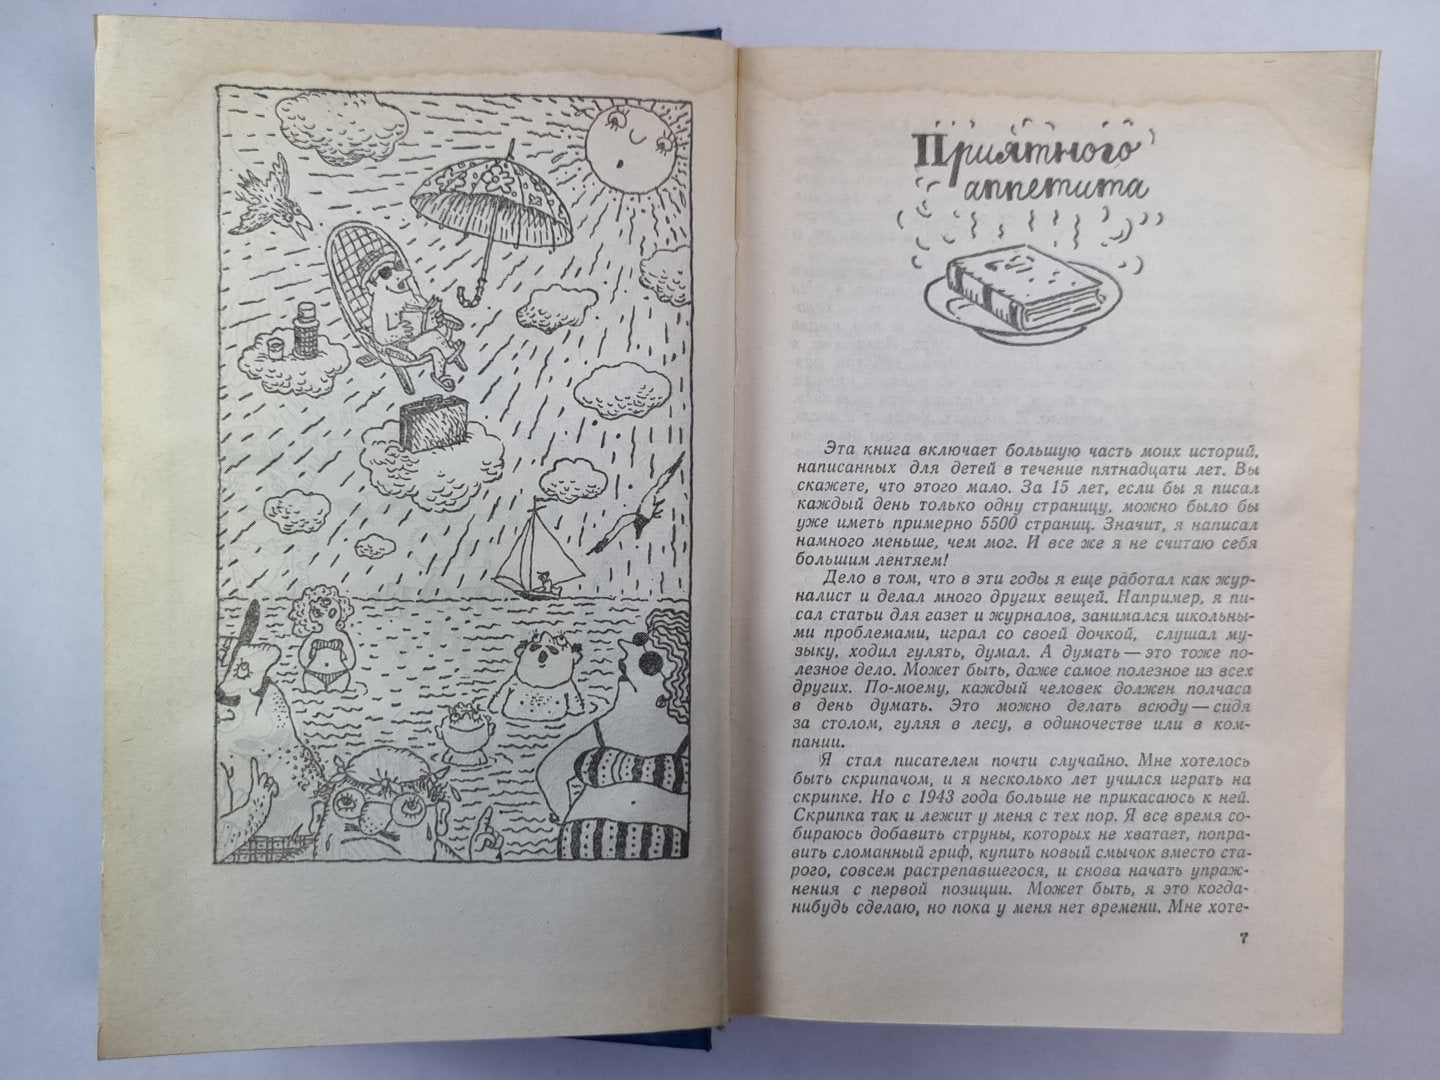 Приятного
аппетита
Эта книга включает большую часть моих историй,
написанных для детей в течение пятнадцати лет. Вы
скажете, что этого мало. За 15 лет, если бы я писал
каждый день только одну страницу, можно было бы
уже иметь примерно 5500 страниц. Значит, я написал
намного меньше, чем мог. И все же я не считаю себя
большим лентяем!
Дело в том, что в эти годы я еще работал как жур-
налист и делал много других вещей. Например, я пи-
сал статьи для газет и журналов, занимался школьны-
ми проблемами, играл со своей дочкой, слушал му-
зыку, ходил гулять, думал. А думать — это тоже по-
лезное дело. Может быть, даже самое полезное из всех
других. По-моему, каждый человек должен полчаса
в день думать. Это можно делать всюду — сидя
за столом, гуляя в лесу, в одиночестве или в ком-
пании.
Я стал писателем почти случайно. Мне хотелось
быть скрипачом, и я несколько лет учился играть на
скрипке. Но с 1943 года больше не прикасаюсь к ней.
Скрипка так и лежит у меня с тех пор. Я все время со-
бираюсь добавить струны, которых не хватает, попра-
вить сломанный гриф, купить новый смычок вместо ста-
рого, совсем растрепавшегося, и снова начать упраж-
нения с первой позиции. Может быть, я это когда-
нибудь сделаю, но пока у меня нет времени. Мне хоте-
7